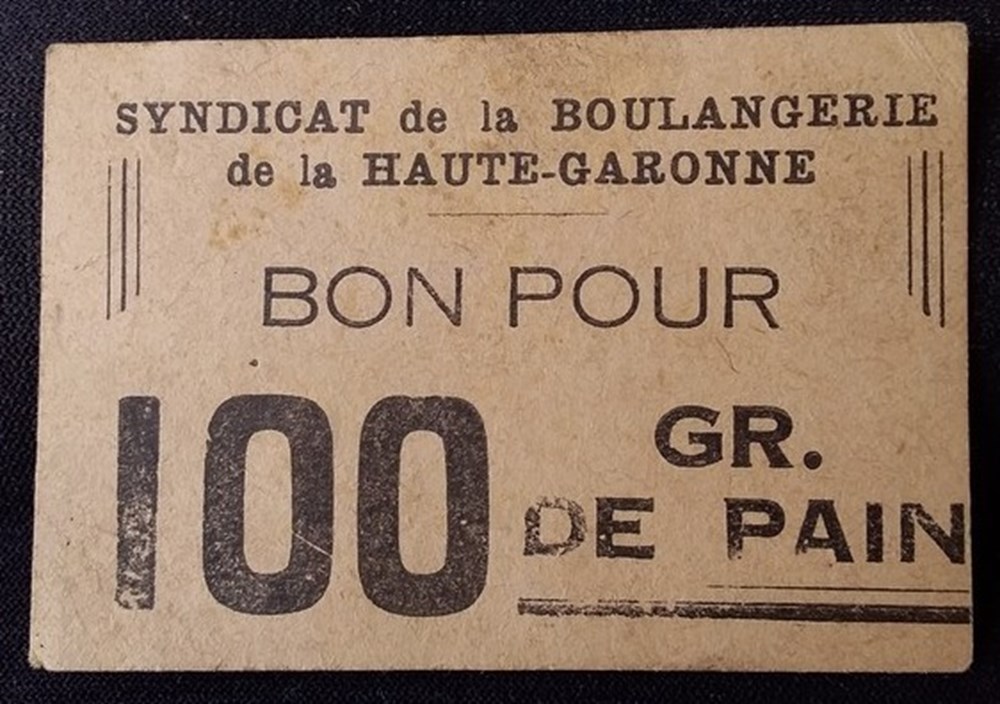 SYNDICAT de la BOULANGERIE
de la HAUTE-GARONNE
BON POUR
100 GR.
DE PAIN